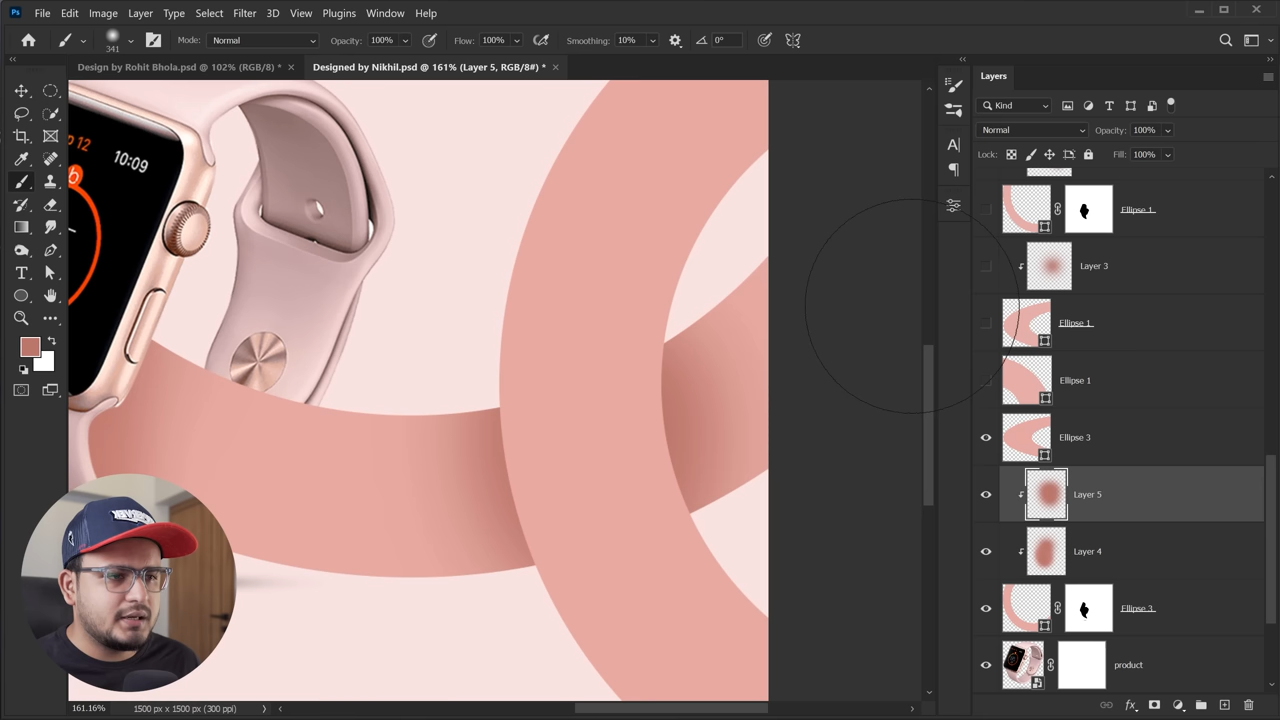 Ps File Edit Image Layer Type Select Filter 3D View Plugins Window Help
341 Mode: Normal Opacity: 100% Flow: 100% Smoothing: 10% 0°
Design by Rohit Bhola.psd @ 102% (RGB/8) * × Designed by Nikhil.psd @ 161% (Layer 5, RGB/8#) * ×
Layers
Kind
Normal Opacity: 100%
Lock: Fill: 100%
Ellipse 1
Layer 3
Ellipse 1
Ellipse 1
Ellipse 3
Layer 5
Layer 4
Ellipse 3
product
10:09
161.16% 1500 px x 1500 px (300 ppi)